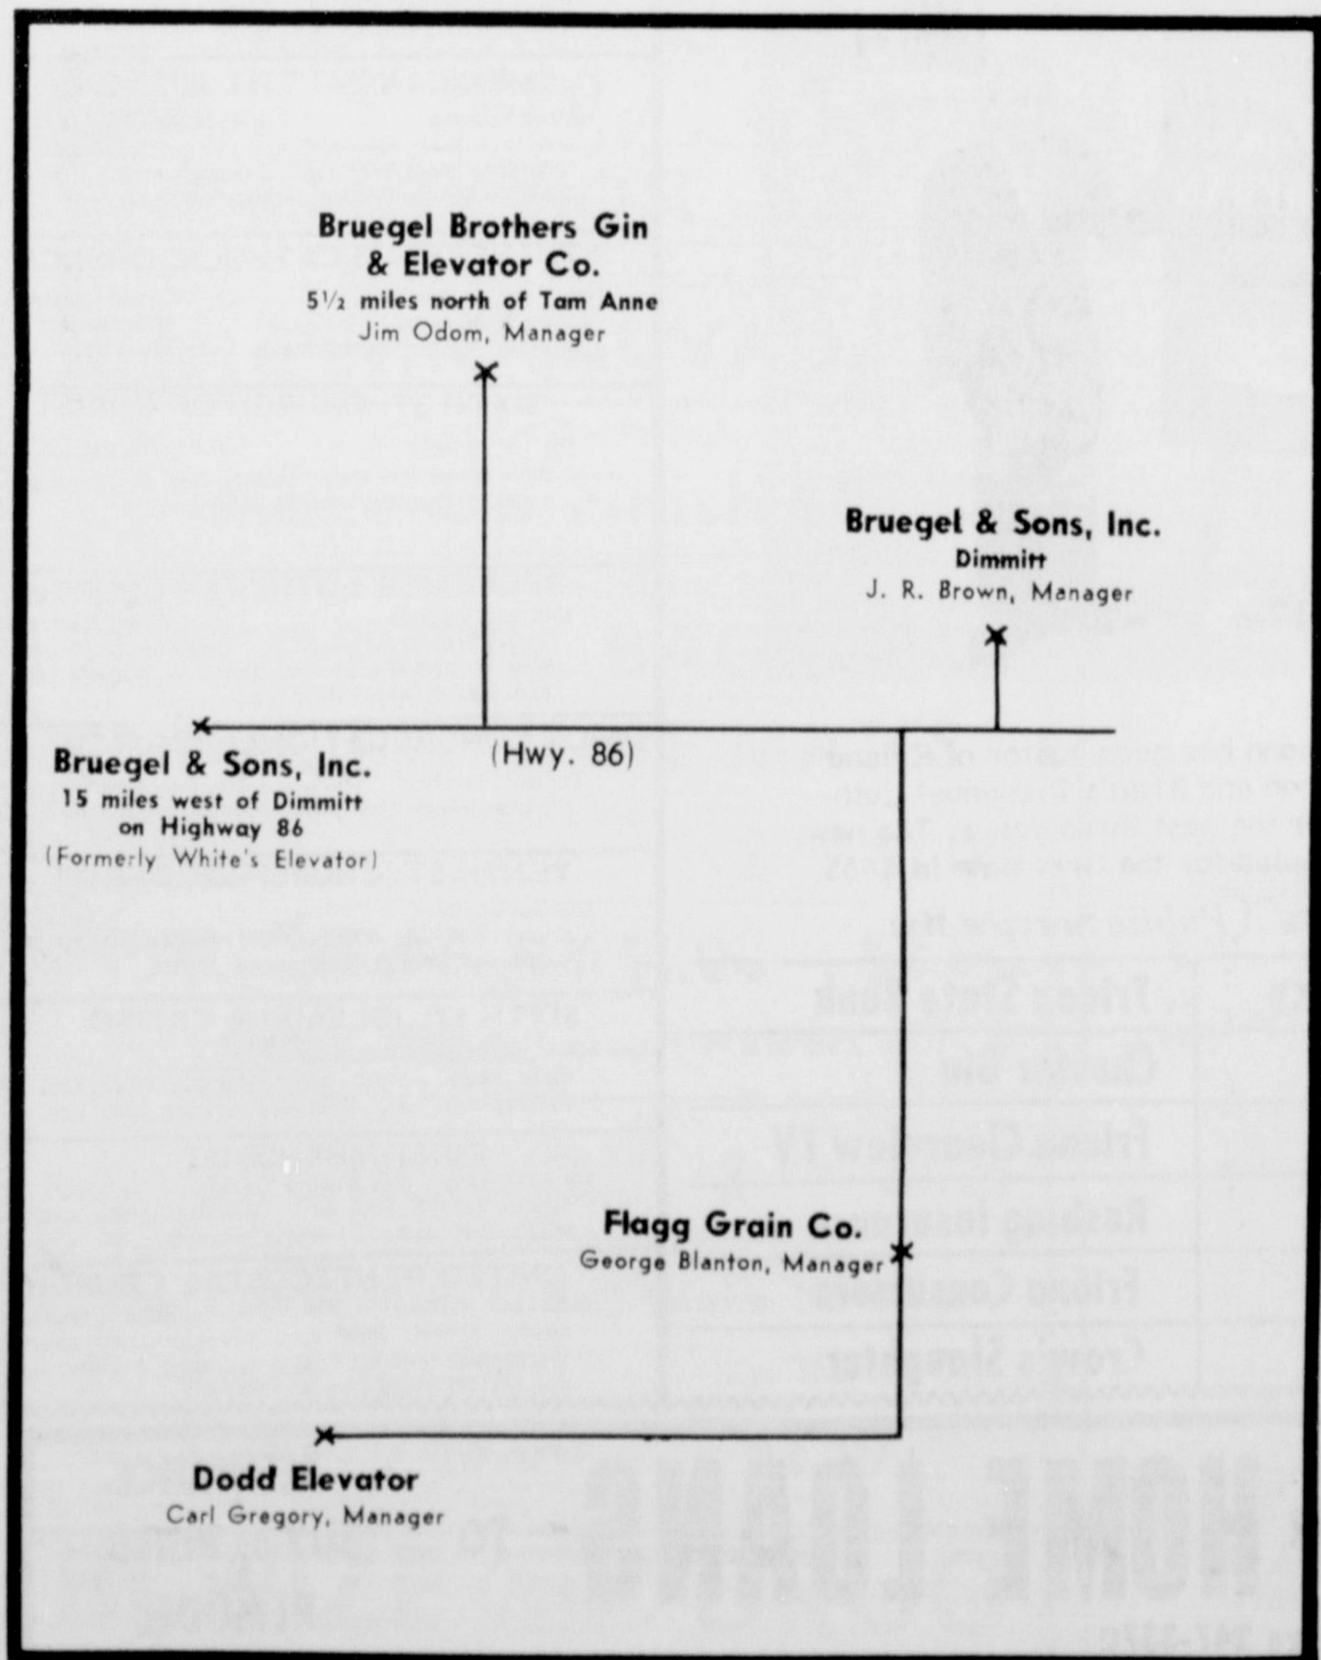 Bruegel Brothers Gin
& Elevator Co.
5½ miles north of Tam Anne
Jim Odom, Manager
Bruegel & Sons, Inc.
Dimmitt
J. R. Brown, Manager
(Hwy. 86)
Bruegel & Sons, Inc.
15 miles west of Dimmitt
on Highway 86
(Formerly White's Elevator)
Flagg Grain Co.
George Blanton, Manager
Dodd Elevator
Carl Gregory, Manager